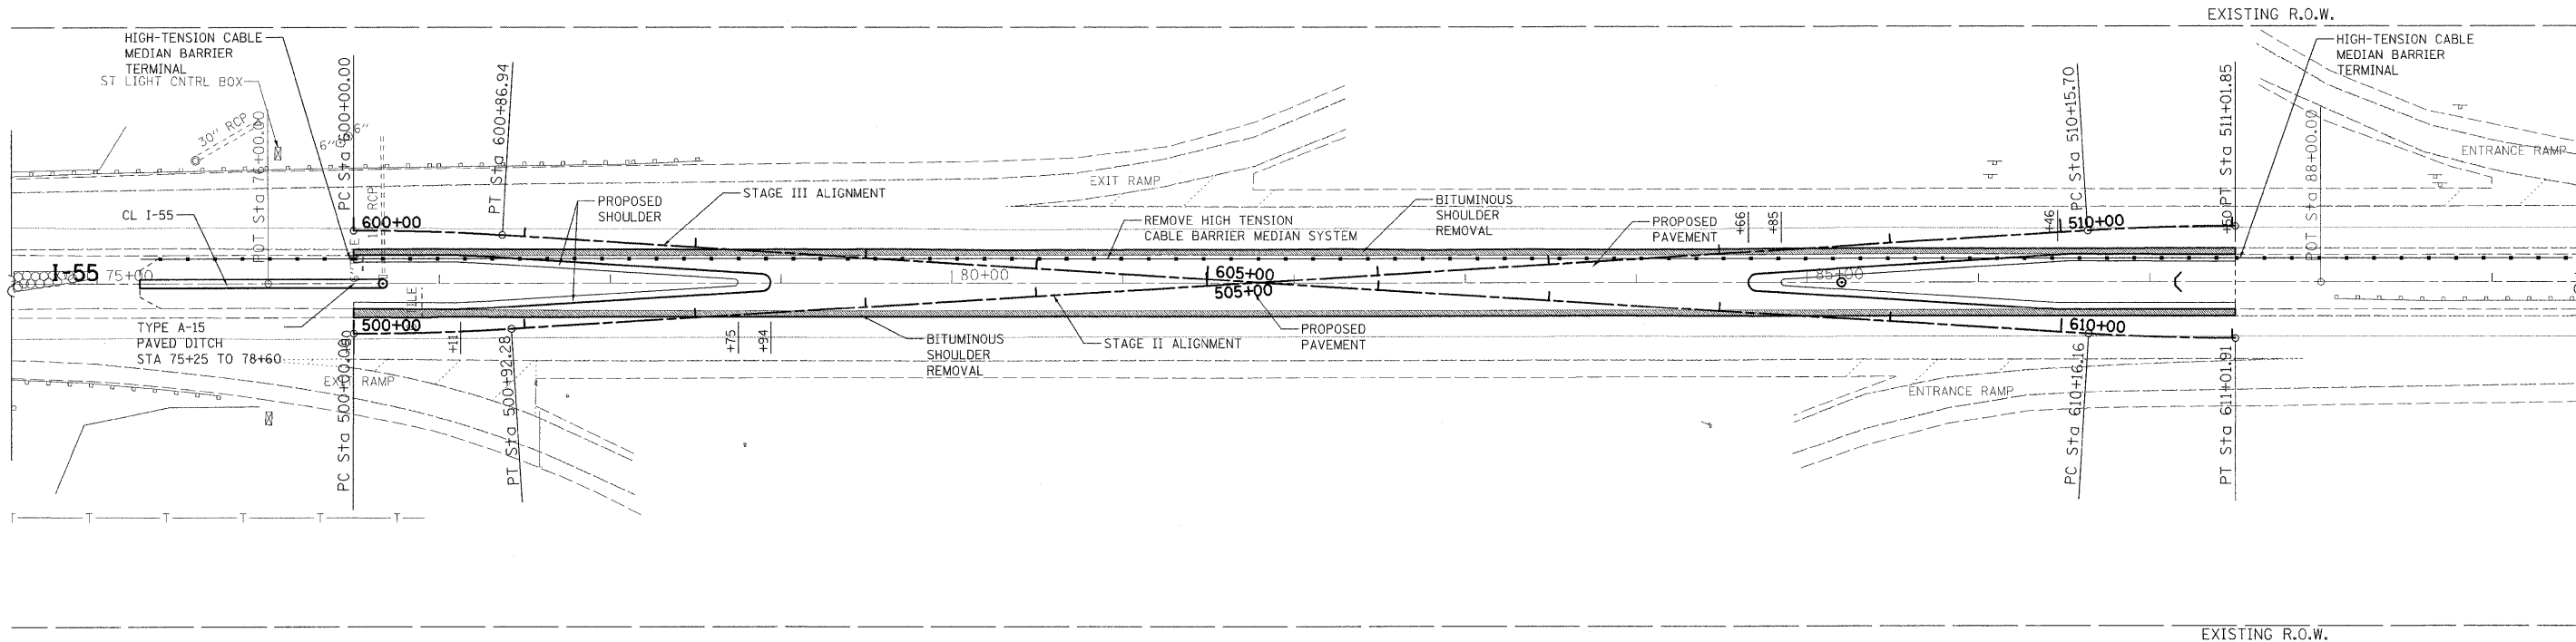 EXISTING R.O.W.
HIGH-TENSION CABLE
MEDIAN BARRIER
TERMINAL
ST LIGHT CNTRL BOX
30" RCP
6"
6"
POT Sta 76+00.00
PC Sta 600+00.00
PT Sta 600+86.94
RCP
CL I-55
600+00
PROPOSED
SHOULDER
STAGE III ALIGNMENT
EXIT RAMP
REMOVE HIGH TENSION
CABLE BARRIER MEDIAN SYSTEM
BITUMINOUS
SHOULDER
REMOVAL
PROPOSED
PAVEMENT
+66
+85
+46
510+00
+50
PC Sta 510+15.70
PT Sta 511+01.85
HIGH-TENSION CABLE
MEDIAN BARRIER
TERMINAL
POT Sta 88+00.00
ENTRANCE RAMP
I-55
75+00
80+00
605+00
505+00
85+00
TYPE A-15
PAVED DITCH
STA 75+25 TO 78+60
500+00
+11
+75
+94
BITUMINOUS
SHOULDER
REMOVAL
STAGE II ALIGNMENT
PROPOSED
PAVEMENT
610+00
EXIT RAMP
ENTRANCE RAMP
PC Sta 500+00.00
PT Sta 500+92.28
PC Sta 610+16.16
PT Sta 611+01.91
EXISTING R.O.W.